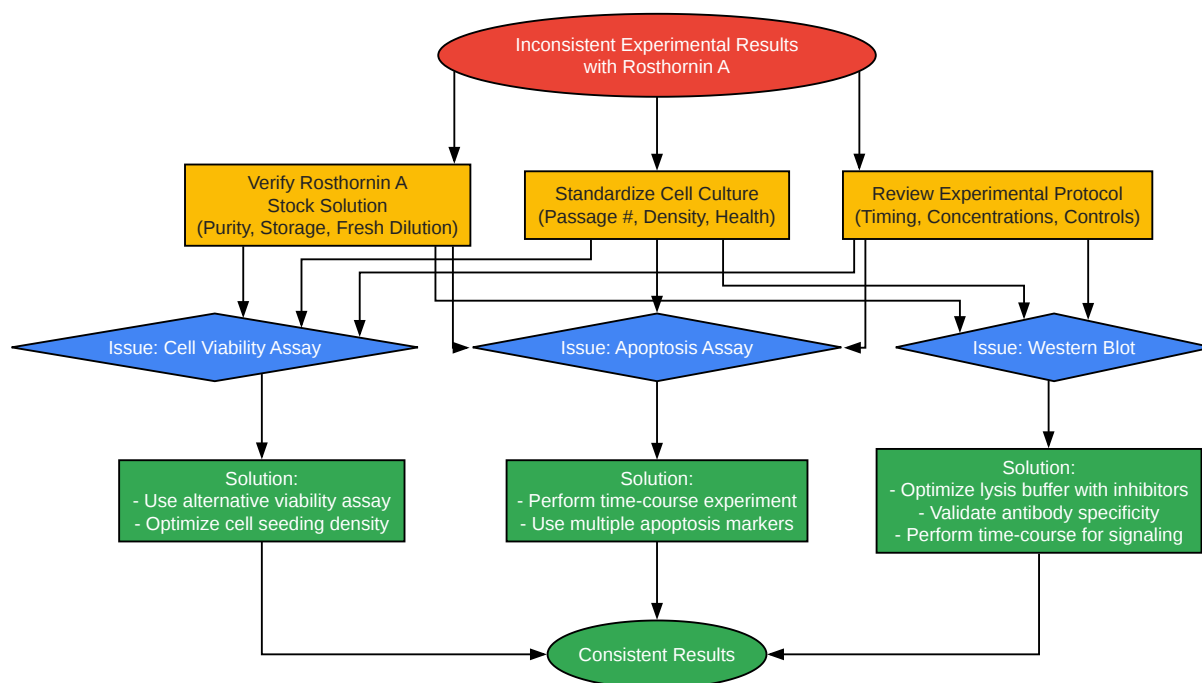 Inconsistent Experimental Results
with Rosthornin A
Verify Rosthornin A
Stock Solution
(Purity, Storage, Fresh Dilution)
Standardize Cell Culture
(Passage #, Density, Health)
Review Experimental Protocol
(Timing, Concentrations, Controls)
Issue: Cell Viability Assay
Issue: Apoptosis Assay
Issue: Western Blot
Solution:
- Use alternative viability assay
- Optimize cell seeding density
Solution:
- Perform time-course experiment
- Use multiple apoptosis markers
Solution:
- Optimize lysis buffer with inhibitors
- Validate antibody specificity
- Perform time-course for signaling
Consistent Results